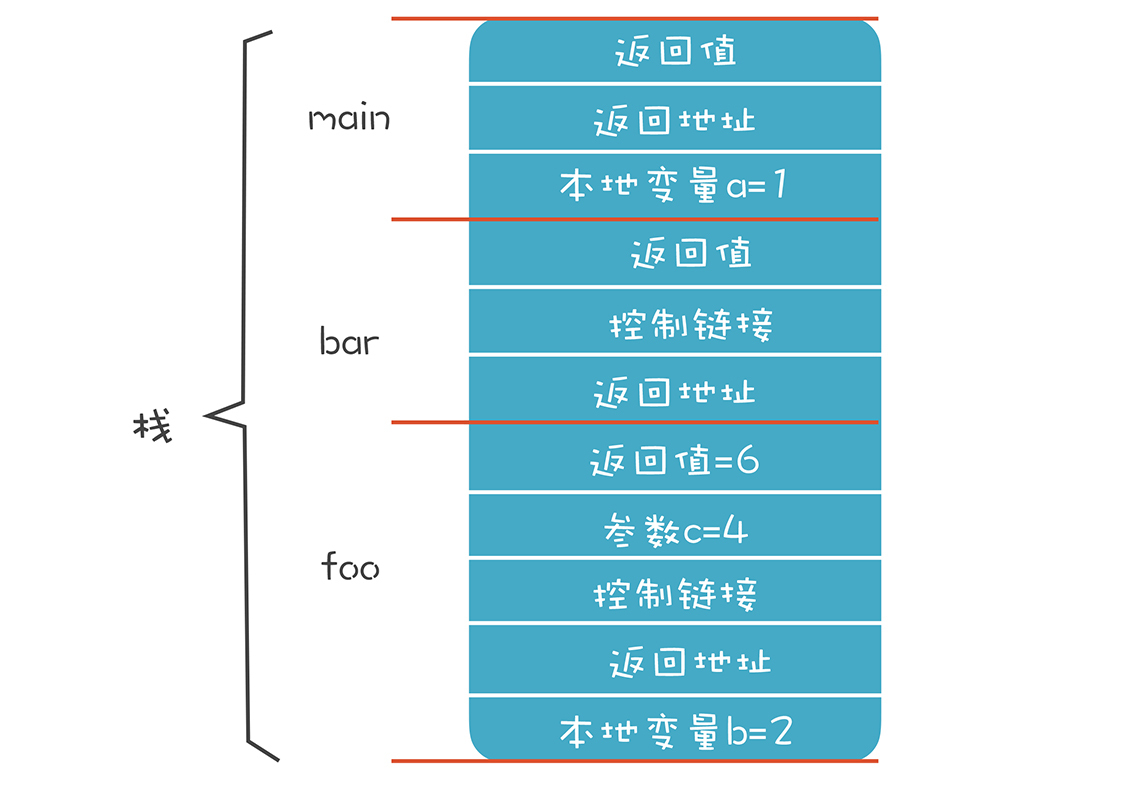 返回值
main
返回地址
本地变量a=1
返回值
控制链接
bar
返回地址
栈
返回值=6
参数c=4
foo
控制链接
返回地址
本地变量b=2